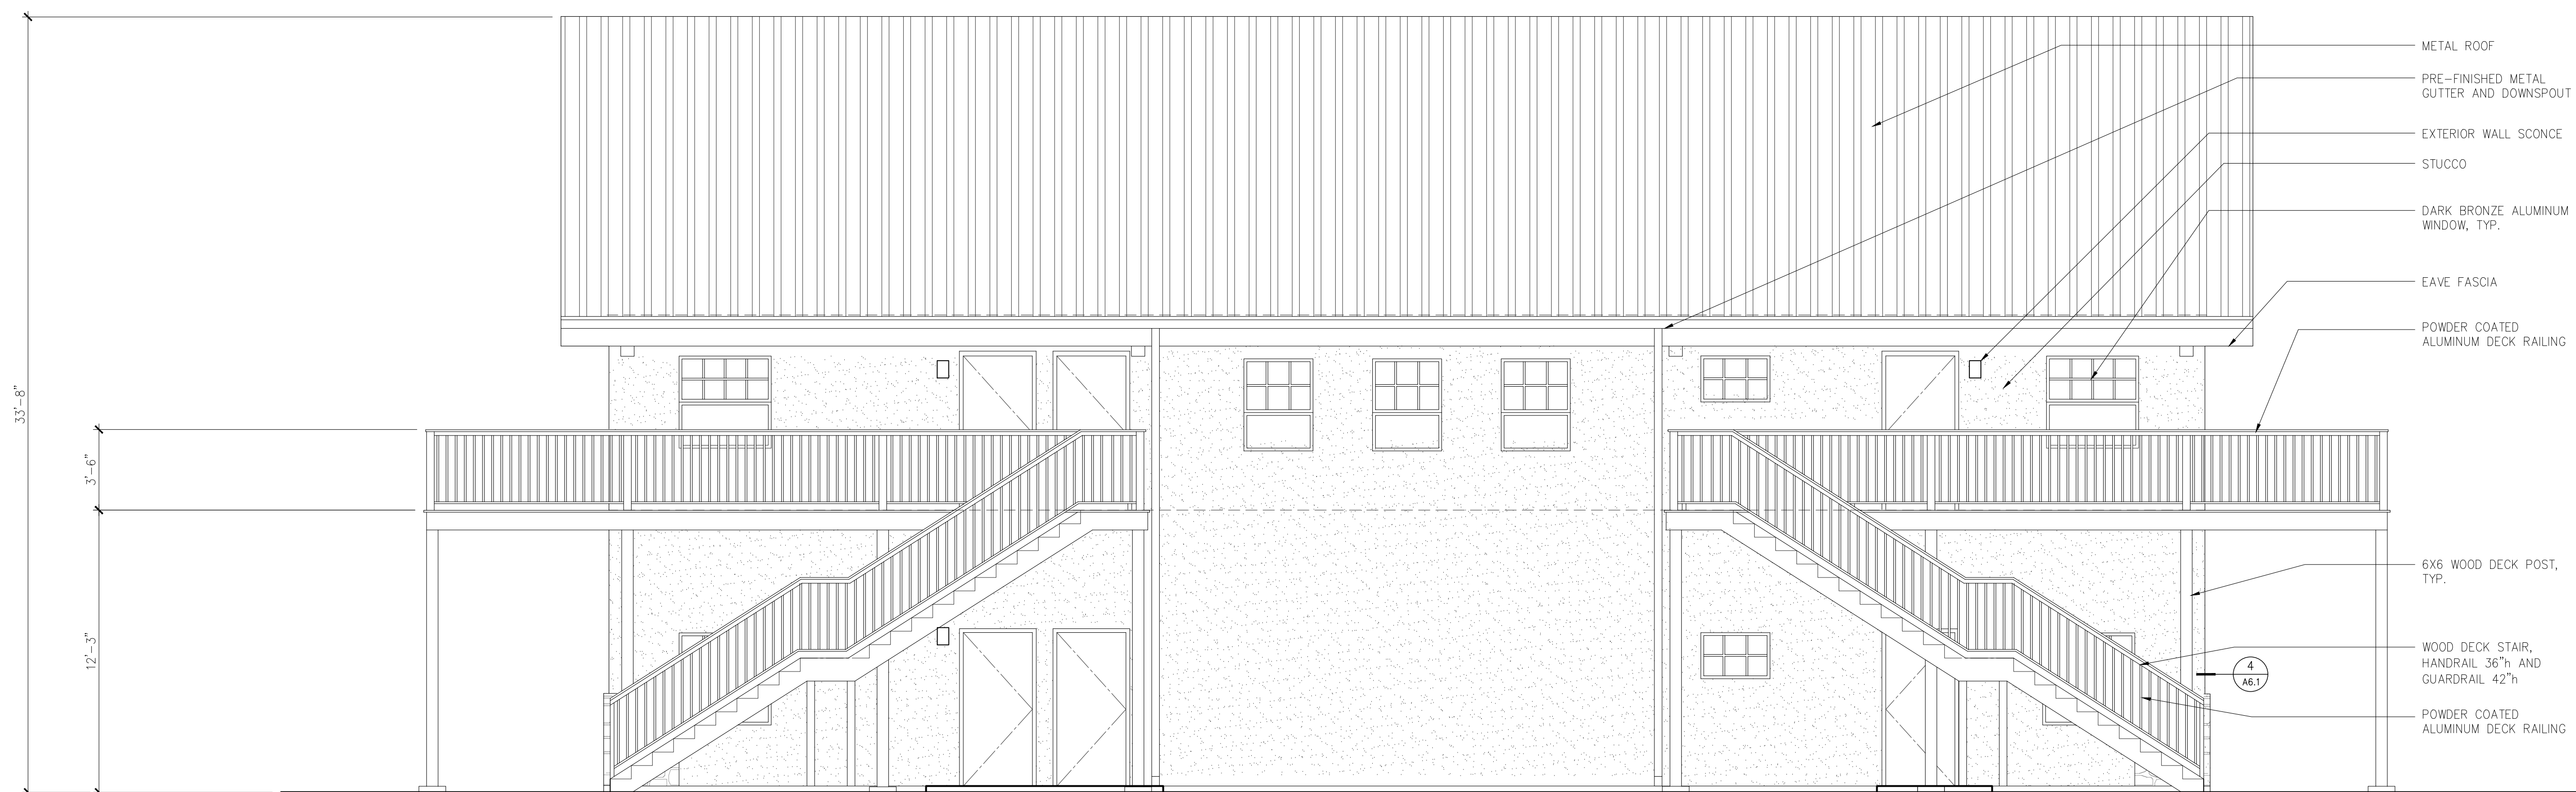 METAL ROOF
PRE-FINISHED METAL
GUTTER AND DOWNSPOUT
EXTERIOR WALL SCONCE
STUCCO
DARK BRONZE ALUMINUM
WINDOW, TYP.
EAVE FASCIA
POWDER COATED
ALUMINUM DECK RAILING
33'-8"
3'-6"
12'-3"
6X6 WOOD DECK POST,
TYP.
WOOD DECK STAIR,
HANDRAIL 36"h AND
GUARDRAIL 42"h
4
A6.1
POWDER COATED
ALUMINUM DECK RAILING